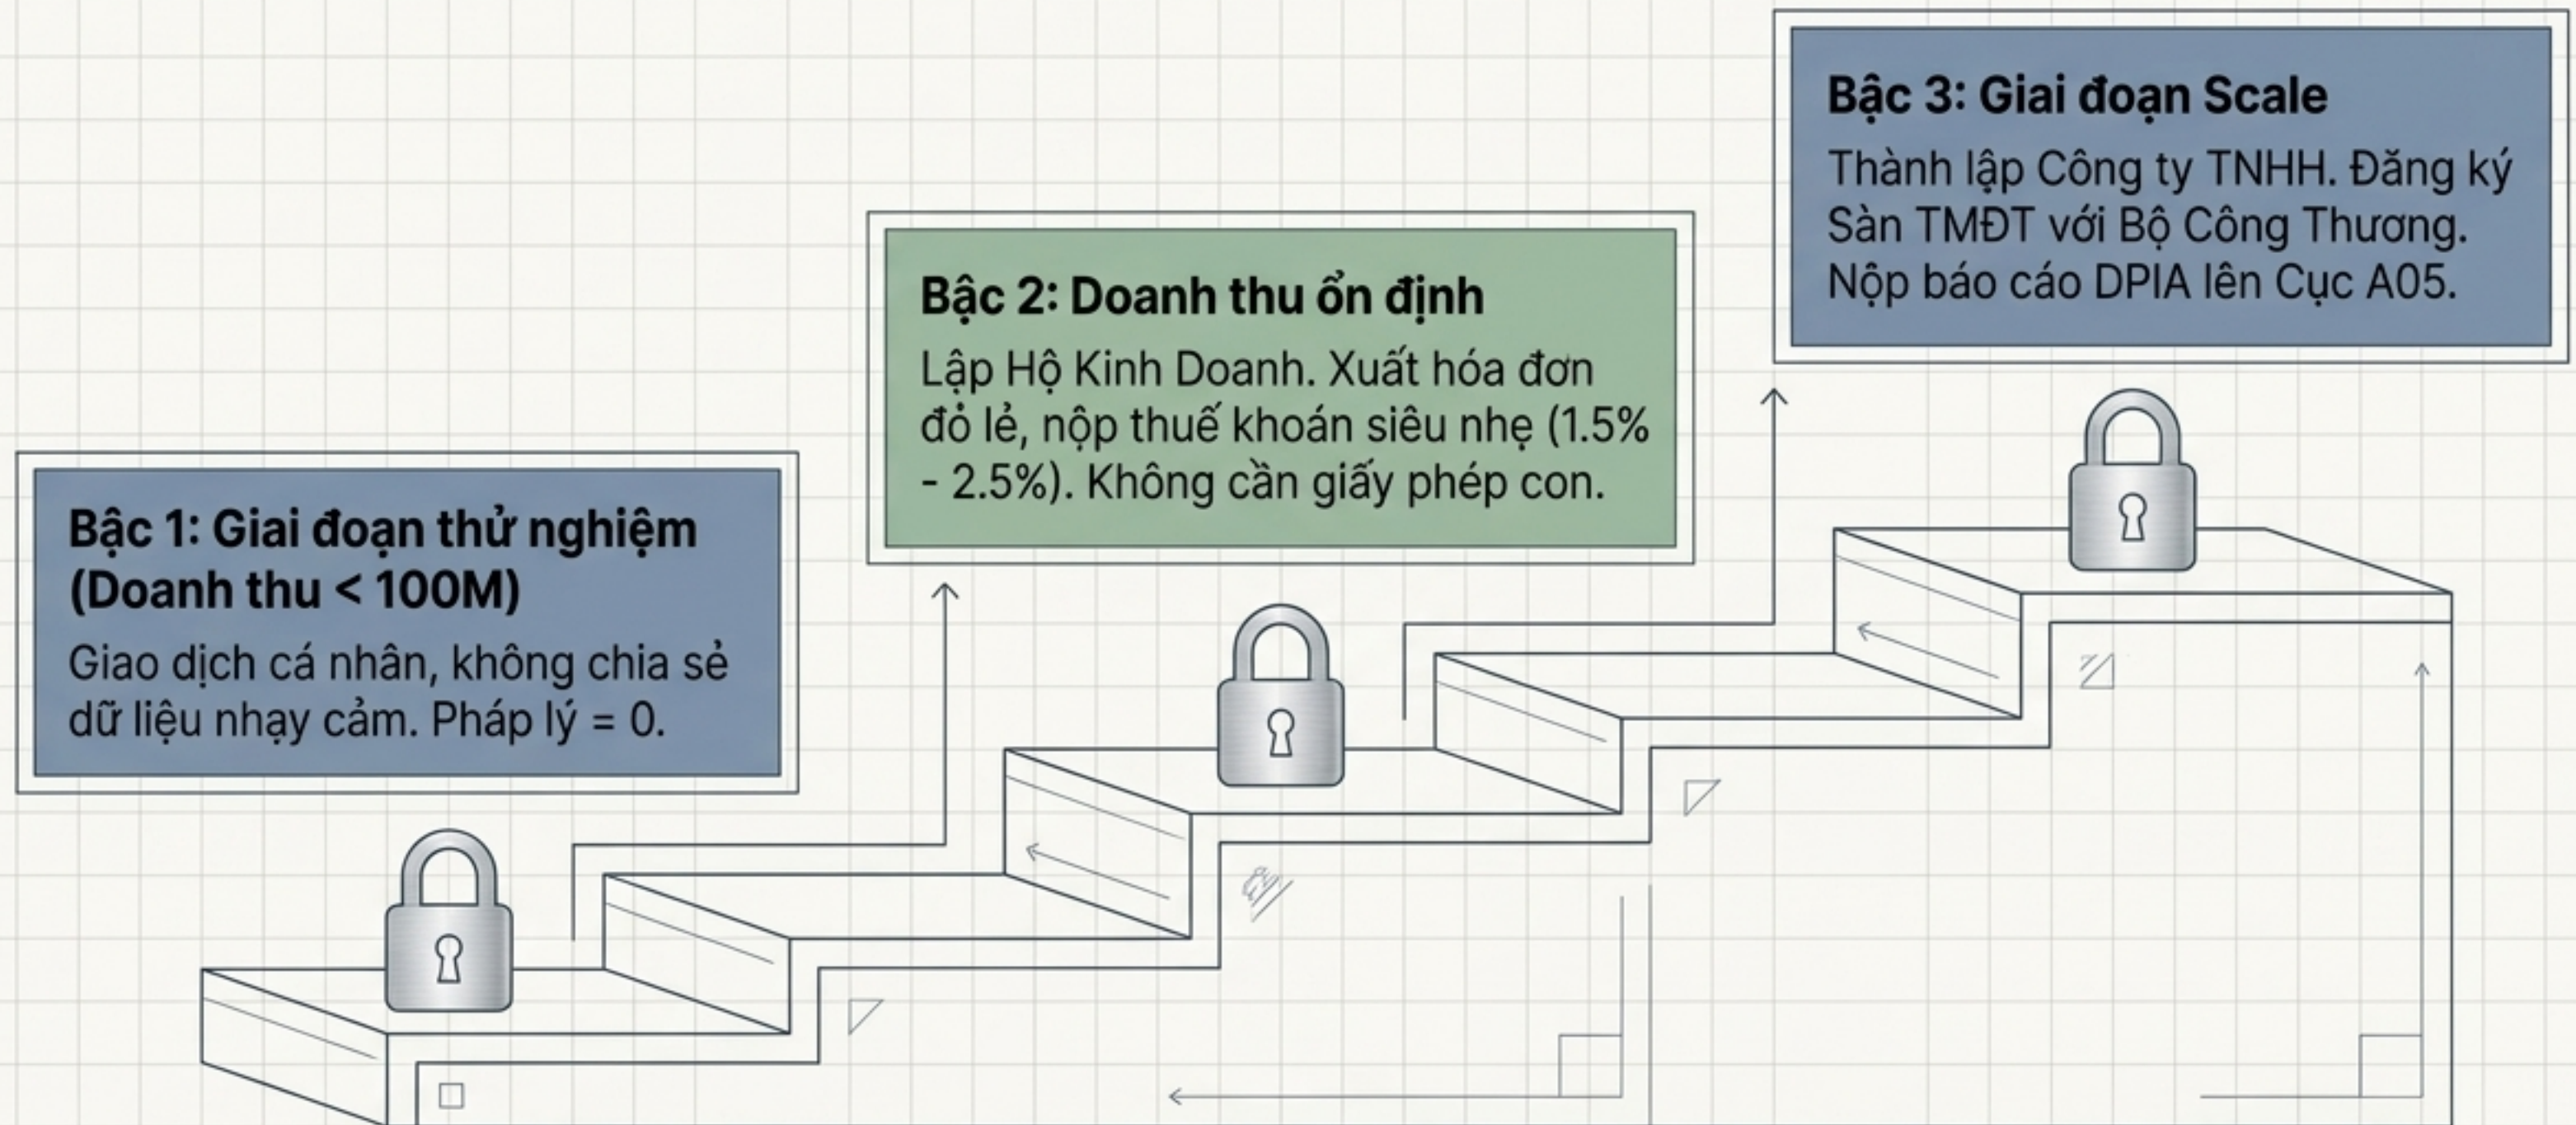 Bậc 1: Giai đoạn thử nghiệm
(Doanh thu < 100M)
Giao dịch cá nhân, không chia sẻ
dữ liệu nhạy cảm. Pháp lý = 0.
Bậc 2: Doanh thu ổn định
Lập Hộ Kinh Doanh. Xuất hóa đơn
đỏ lẻ, nộp thuế khoán siêu nhẹ (1.5%
- 2.5%). Không cần giấy phép con.
Bậc 3: Giai đoạn Scale
Thành lập Công ty TNHH. Đăng ký
Sàn TMĐT với Bộ Công Thương.
Nộp báo cáo DPIA lên Cục A05.